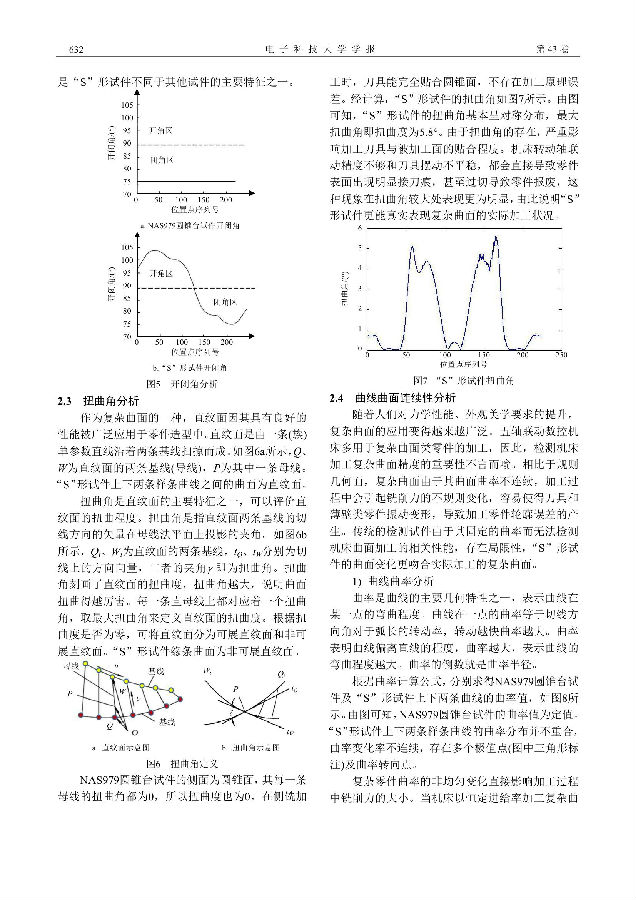 632
电 子 科 技 大 学 学 报
第 43 卷
是“S”形试件不同于其他试件的主要特征之一。
105
100
95
90
85
80
75
70
开闭角/(°)
开角区
闭角区
0 50 100 150 200
位置点序列号
a. NAS979圆锥台试件开闭角
105
100
95
90
85
80
75
70
开闭角/(°)
开角区
闭角区
0 50 100 150 200
位置点序列号
b. “S”形试件开闭角
图5 开闭角分析
2.3 扭曲角分析
作为复杂曲面的一种，直纹面因其具有良好的
性能被广泛应用于零件造型中。直纹面是由一条(族)
单参数直线沿着两条基线扫掠而成。如图6a所示，Q、
W为直纹面的两条基线(导线)，P为其中一条母线。
“S”形试件上下两条样条曲线之间的曲面为直纹面。
扭曲角是直纹面的主要特征之一，可以评价直
纹面的扭曲程度。扭曲角是指直纹面两条基线的切
线方向的矢量在母线法平面上投影的夹角。如图6b
所示，Qi、Wi为直纹面的两条基线，tQ、tW分别为切
线上的方向向量，二者的夹角β即为扭曲角。扭曲
角刻画了直纹面的扭曲度，扭曲角越大，说明曲面
扭曲得越厉害。每一条直母线上都对应着一个扭曲
角，取最大扭曲角来定义直纹面的扭曲度。根据扭
曲度是否为零，可将直纹面分为可展直纹面和非可
展直纹面。“S”形试件缘条曲面为非可展直纹面。
母线
基线
P
W
Q
O
基线
Wi
Qi
β
tQ
tW
a. 直纹面示意图
b. 扭曲角示意图
图6 扭曲角定义
NAS979圆锥台试件的侧面为圆锥面，其每一条
母线的扭曲角都为0，所以扭曲度也为0。在侧铣加
工时，刀具能完全贴合圆锥面，不存在加工原理误
差。经计算，“S”形试件的扭曲角如图7所示。由图
可知，“S”形试件的扭曲角基本呈对称分布，最大
扭曲角即扭曲度为5.8°。由于扭曲角的存在，严重影
响加工刀具与被加工面的贴合程度；机床转动轴联
动精度不够和刀具摆动不平稳，都会直接导致零件
表面出现明显接刀痕，甚至过切导致零件报废，这
种现象在扭曲角较大处表现更为明显，由此说明“S”
形试件更能真实表现复杂曲面的实际加工状况。
6
5
4
3
2
1
0
扭曲角/(°)
0 50 100 150 200 250
位置点序列号
图7 “S”形试件扭曲角
2.4 曲线曲面连续性分析
随着人们对力学性能、外观美学要求的提升，
复杂曲面的应用变得越来越广泛。五轴联动数控机
床多用于复杂曲面类零件的加工，因此，检测机床
加工复杂曲面精度的重要性不言而喻。相比于规则
几何面，复杂曲面由于其曲面曲率不连续，加工过
程中会引起铣削力的不规则变化，容易使得刀具和
薄壁类零件振动变形，导致加工零件轮廓误差的产
生。传统的检测试件由于其固定的曲率而无法检测
机床曲面加工的相关性能，存在局限性，“S”形试
件的曲面变化更吻合实际加工的复杂曲面。
1) 曲线曲率分析
曲率是曲线的主要几何特性之一，表示曲线在
某一点的弯曲程度。曲线在一点的曲率等于切线方
向角对于弧长的转动率，转动越快曲率越大。曲率
表明曲线偏离直线的程度，曲率越大，表示曲线的
弯曲程度越大。曲率的倒数就是曲率半径。
根据曲率计算公式，分别求得NAS979圆锥台试
件及“S”形试件上下两条曲线的曲率值，如图8所
示。由图可知，NAS979圆锥台试件的曲率值为定值。
“S”形试件上下两条样条曲线的曲率分布并不重合，
曲率变化率不连续，存在多个极值点(图中三角形标
注)及曲率转向点。
复杂零件曲率的非均匀变化直接影响加工过程
中铣削力的大小。当机床以恒定进给率加工复杂曲